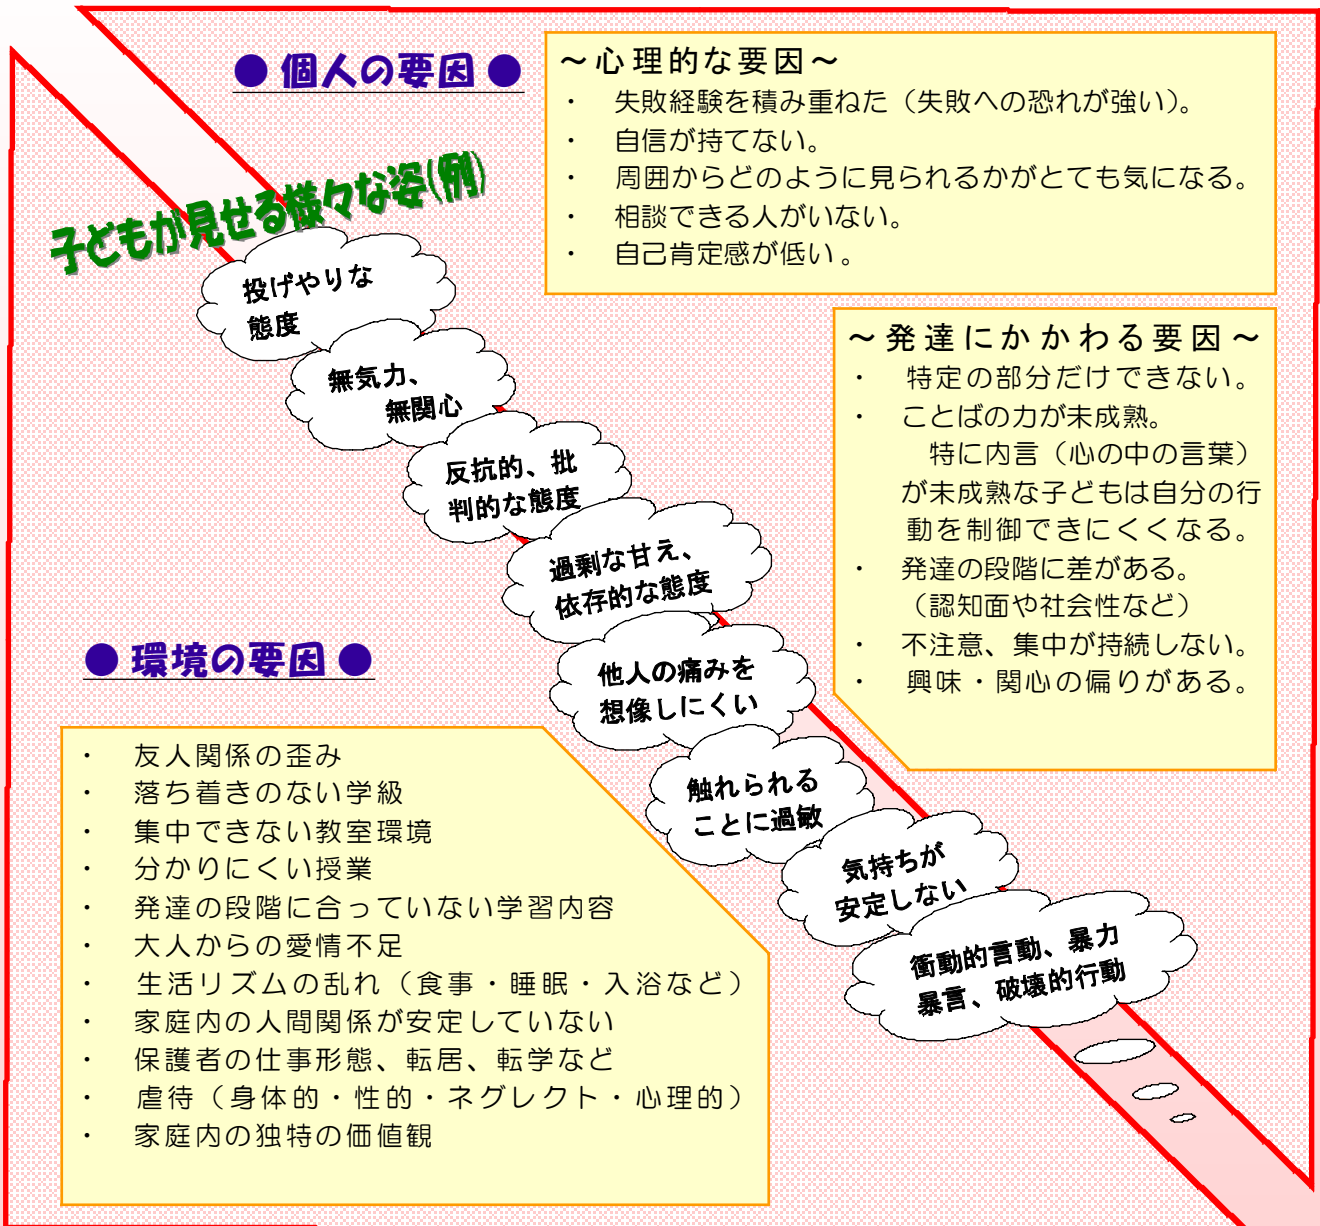 ● 個人の要因 ●
～心理的な要因～
・ 失敗経験を積み重ねた（失敗への恐れが強い）。
・ 自信が持てない。
・ 周囲からどのように見られるかがとても気になる。
・ 相談できる人がいない。
・ 自己肯定感が低い。
子どもが見せる様々な姿(例)
投げやりな
態度
無気力、
無関心
反抗的、批
判的な態度
過剰な甘え、
依存的な態度
他人の痛みを
想像しにくい
触れられる
ことに過敏
気持ちが
安定しない
衝動的言動、暴力
暴言、破壊的行動
～発達にかかわる要因～
・ 特定の部分だけできない。
・ ことばの力が未成熟。
特に内言（心の中の言葉）
が未成熟な子どもは自分の行
動を制御できにくくなる。
・ 発達の段階に差がある。
（認知面や社会性など）
・ 不注意、集中が持続しない。
・ 興味・関心の偏りがある。
● 環境の要因 ●
・ 友人関係の歪み
・ 落ち着きのない学級
・ 集中できない教室環境
・ 分かりにくい授業
・ 発達の段階に合っていない学習内容
・ 大人からの愛情不足
・ 生活リズムの乱れ（食事・睡眠・入浴など）
・ 家庭内の人間関係が安定していない
・ 保護者の仕事形態、転居、転学など
・ 虐待（身体的・性的・ネグレクト・心理的）
・ 家庭内の独特の価値観